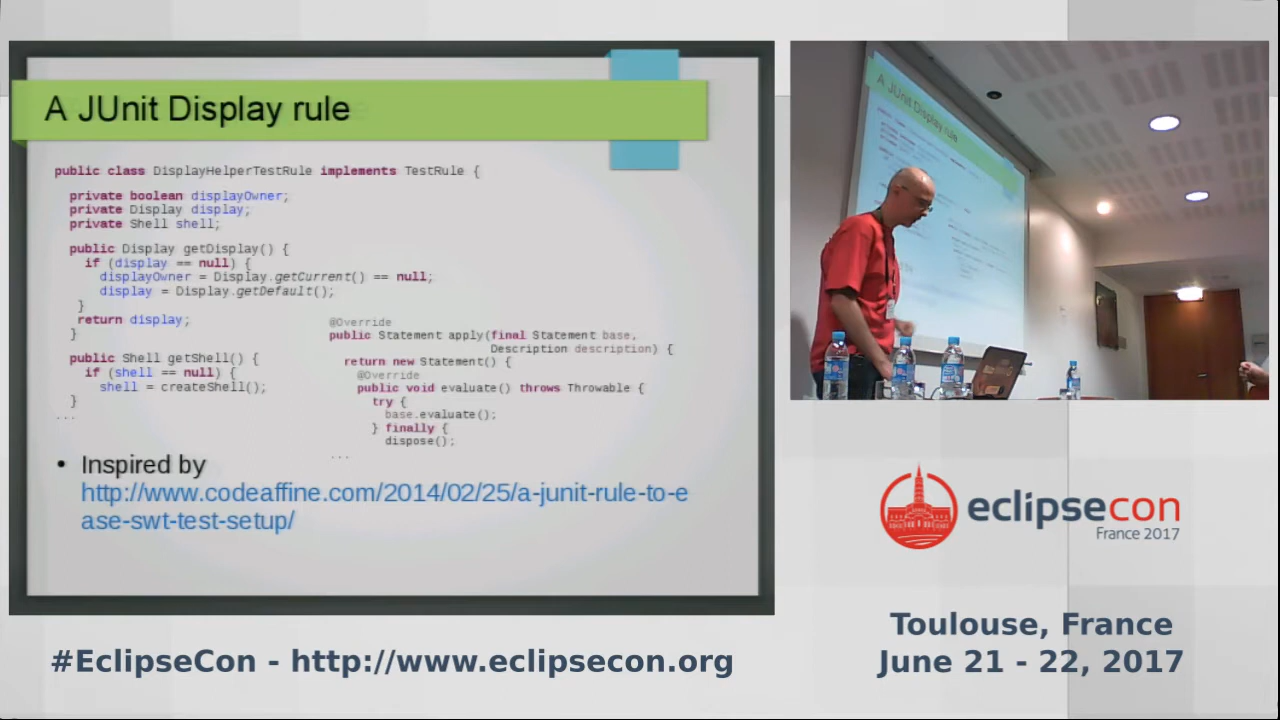 A JUnit Display rule
public class DisplayHelperTestRule implements TestRule {
private boolean displayOwner;
private Display display;
private Shell shell;
public Display getDisplay() {
if (display == null) {
displayOwner = Display.getCurrent() == null;
display = Display.getDefault();
}
return display;
}
public Shell getShell() {
if (shell == null) {
shell = createShell();
}
...
@Override
public Statement apply(final Statement base,
Description description) {
return new Statement() {
@Override
public void evaluate() throws Throwable {
try {
base.evaluate();
} finally {
dispose();
...
• Inspired by
http://www.codeaffine.com/2014/02/25/a-junit-rule-to-e
ase-swt-test-setup/
A JUnit Display rule
eclipsecon
France 2017
#EclipseCon - http://www.eclipsecon.org
Toulouse, France
June 21 - 22, 2017